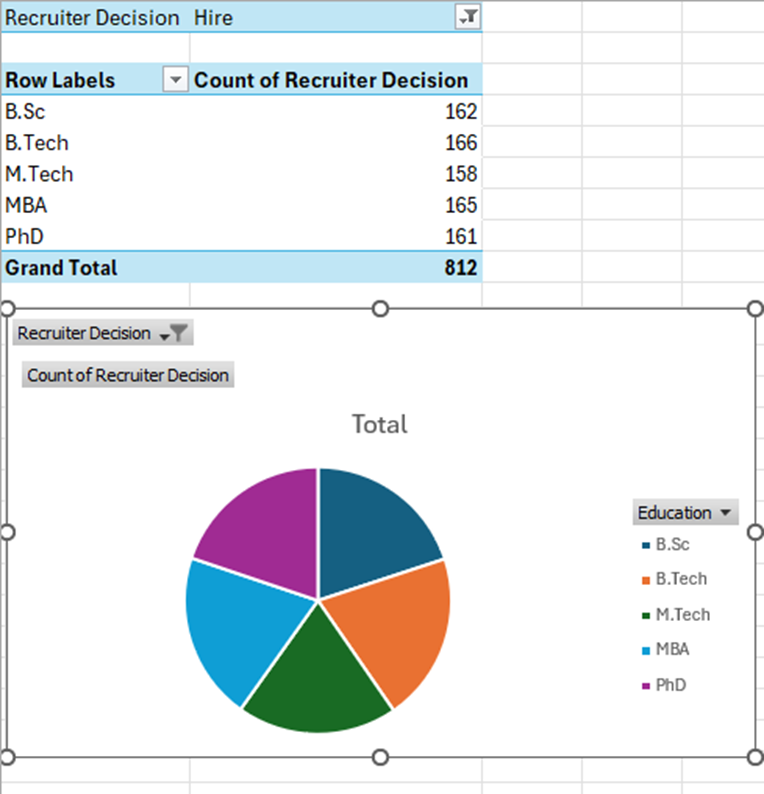 Recruiter Decision Hire
Row Labels Count of Recruiter Decision
B.Sc 162
B.Tech 166
M.Tech 158
MBA 165
PhD 161
Grand Total 812
Recruiter Decision
Count of Recruiter Decision
Total
Education
B.Sc
B.Tech
M.Tech
MBA
PhD